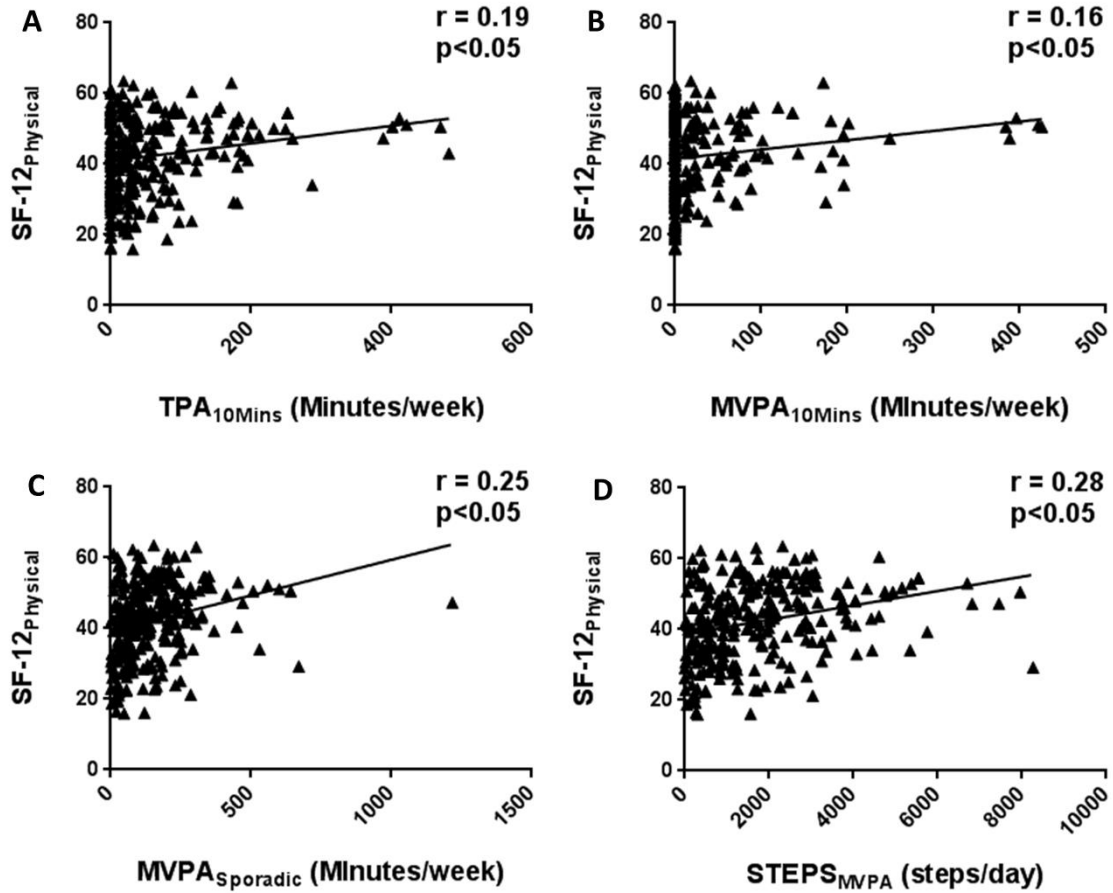 A
r = 0.19
p<0.05
80
60
40
20
0
SF-12Physical
0
200
400
600
TPA10Mins (Minutes/week)
B
r = 0.16
p<0.05
80
60
40
20
0
SF-12Physical
0
100
200
300
400
500
MVPA10Mins (MInutes/week)
C
r = 0.25
p<0.05
80
60
40
20
0
SF-12Physical
0
500
1000
1500
MVPASporadic (MInutes/week)
D
r = 0.28
p<0.05
80
60
40
20
0
SF-12Physical
0
2000
4000
6000
8000
10000
STEPSMVPA (steps/day)